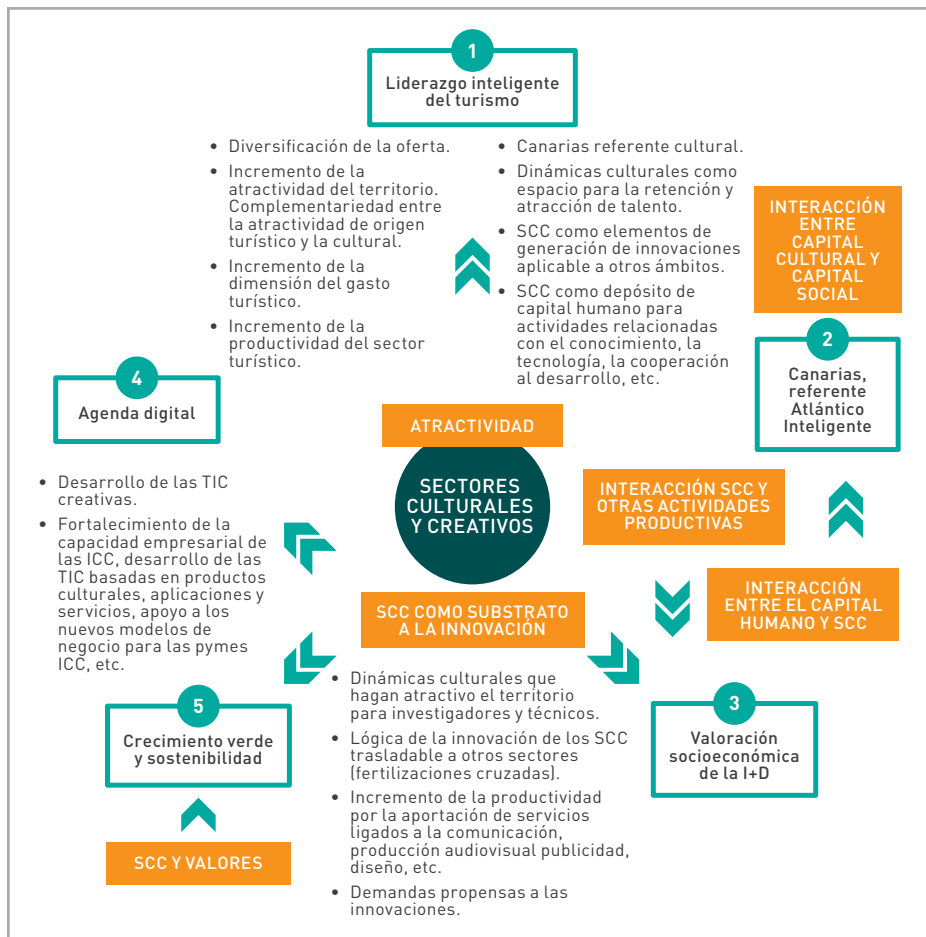 1
Liderazgo inteligente
del turismo
• Diversificación de la oferta.
• Incremento de la
atractividad del territorio.
Complementariedad entre
la atractividad de origen
turístico y la cultural.
• Incremento de la
dimensión del gasto
turístico.
• Incremento de la
productividad del sector
turístico.
• Canarias referente cultural.
• Dinámicas culturales como
espacio para la retención y
atracción de talento.
• SCC como elementos de
generación de innovaciones
aplicable a otros ámbitos.
• SCC como depósito de
capital humano para
actividades relacionadas
con el conocimiento, la
tecnología, la cooperación
al desarrollo, etc.
INTERACCIÓN
ENTRE
CAPITAL
CULTURAL Y
CAPITAL
SOCIAL
2
Canarias,
referente
Atlántico
Inteligente
4
Agenda digital
ATRACTIVIDAD
SECTORES
CULTURALES
Y CREATIVOS
INTERACCIÓN SCC Y
OTRAS ACTIVIDADES
PRODUCTIVAS
• Desarrollo de las TIC
creativas.
• Fortalecimiento de la
capacidad empresarial de
las ICC, desarrollo de las
TIC basadas en productos
culturales, aplicaciones y
servicios, apoyo a los
nuevos modelos de
negocio para las pymes
ICC, etc.
SCC COMO SUBSTRATO
A LA INNOVACIÓN
INTERACCIÓN
ENTRE EL CAPITAL
HUMANO Y SCC
5
Crecimiento verde
y sostenibilidad
• Dinámicas culturales que
hagan atractivo el territorio
para investigadores y técnicos.
• Lógica de la innovación de los SCC
trasladable a otros sectores
(fertilizaciones cruzadas).
• Incremento de la productividad
por la aportación de servicios
ligados a la comunicación,
producción audiovisual publicidad,
diseño, etc.
• Demandas propensas a las
innovaciones.
3
Valoración
socioeconómica
de la I+D
SCC Y VALORES